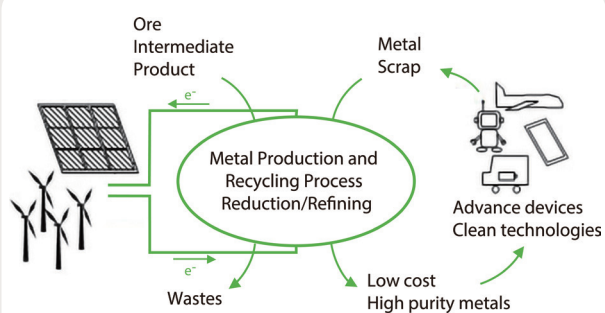 Ore
Intermediate
Product
Metal
Scrap
e-
Metal Production and
Recycling Process
Reduction/Refining
Advance devices
Clean technologies
e-
Wastes
Low cost
High purity metals